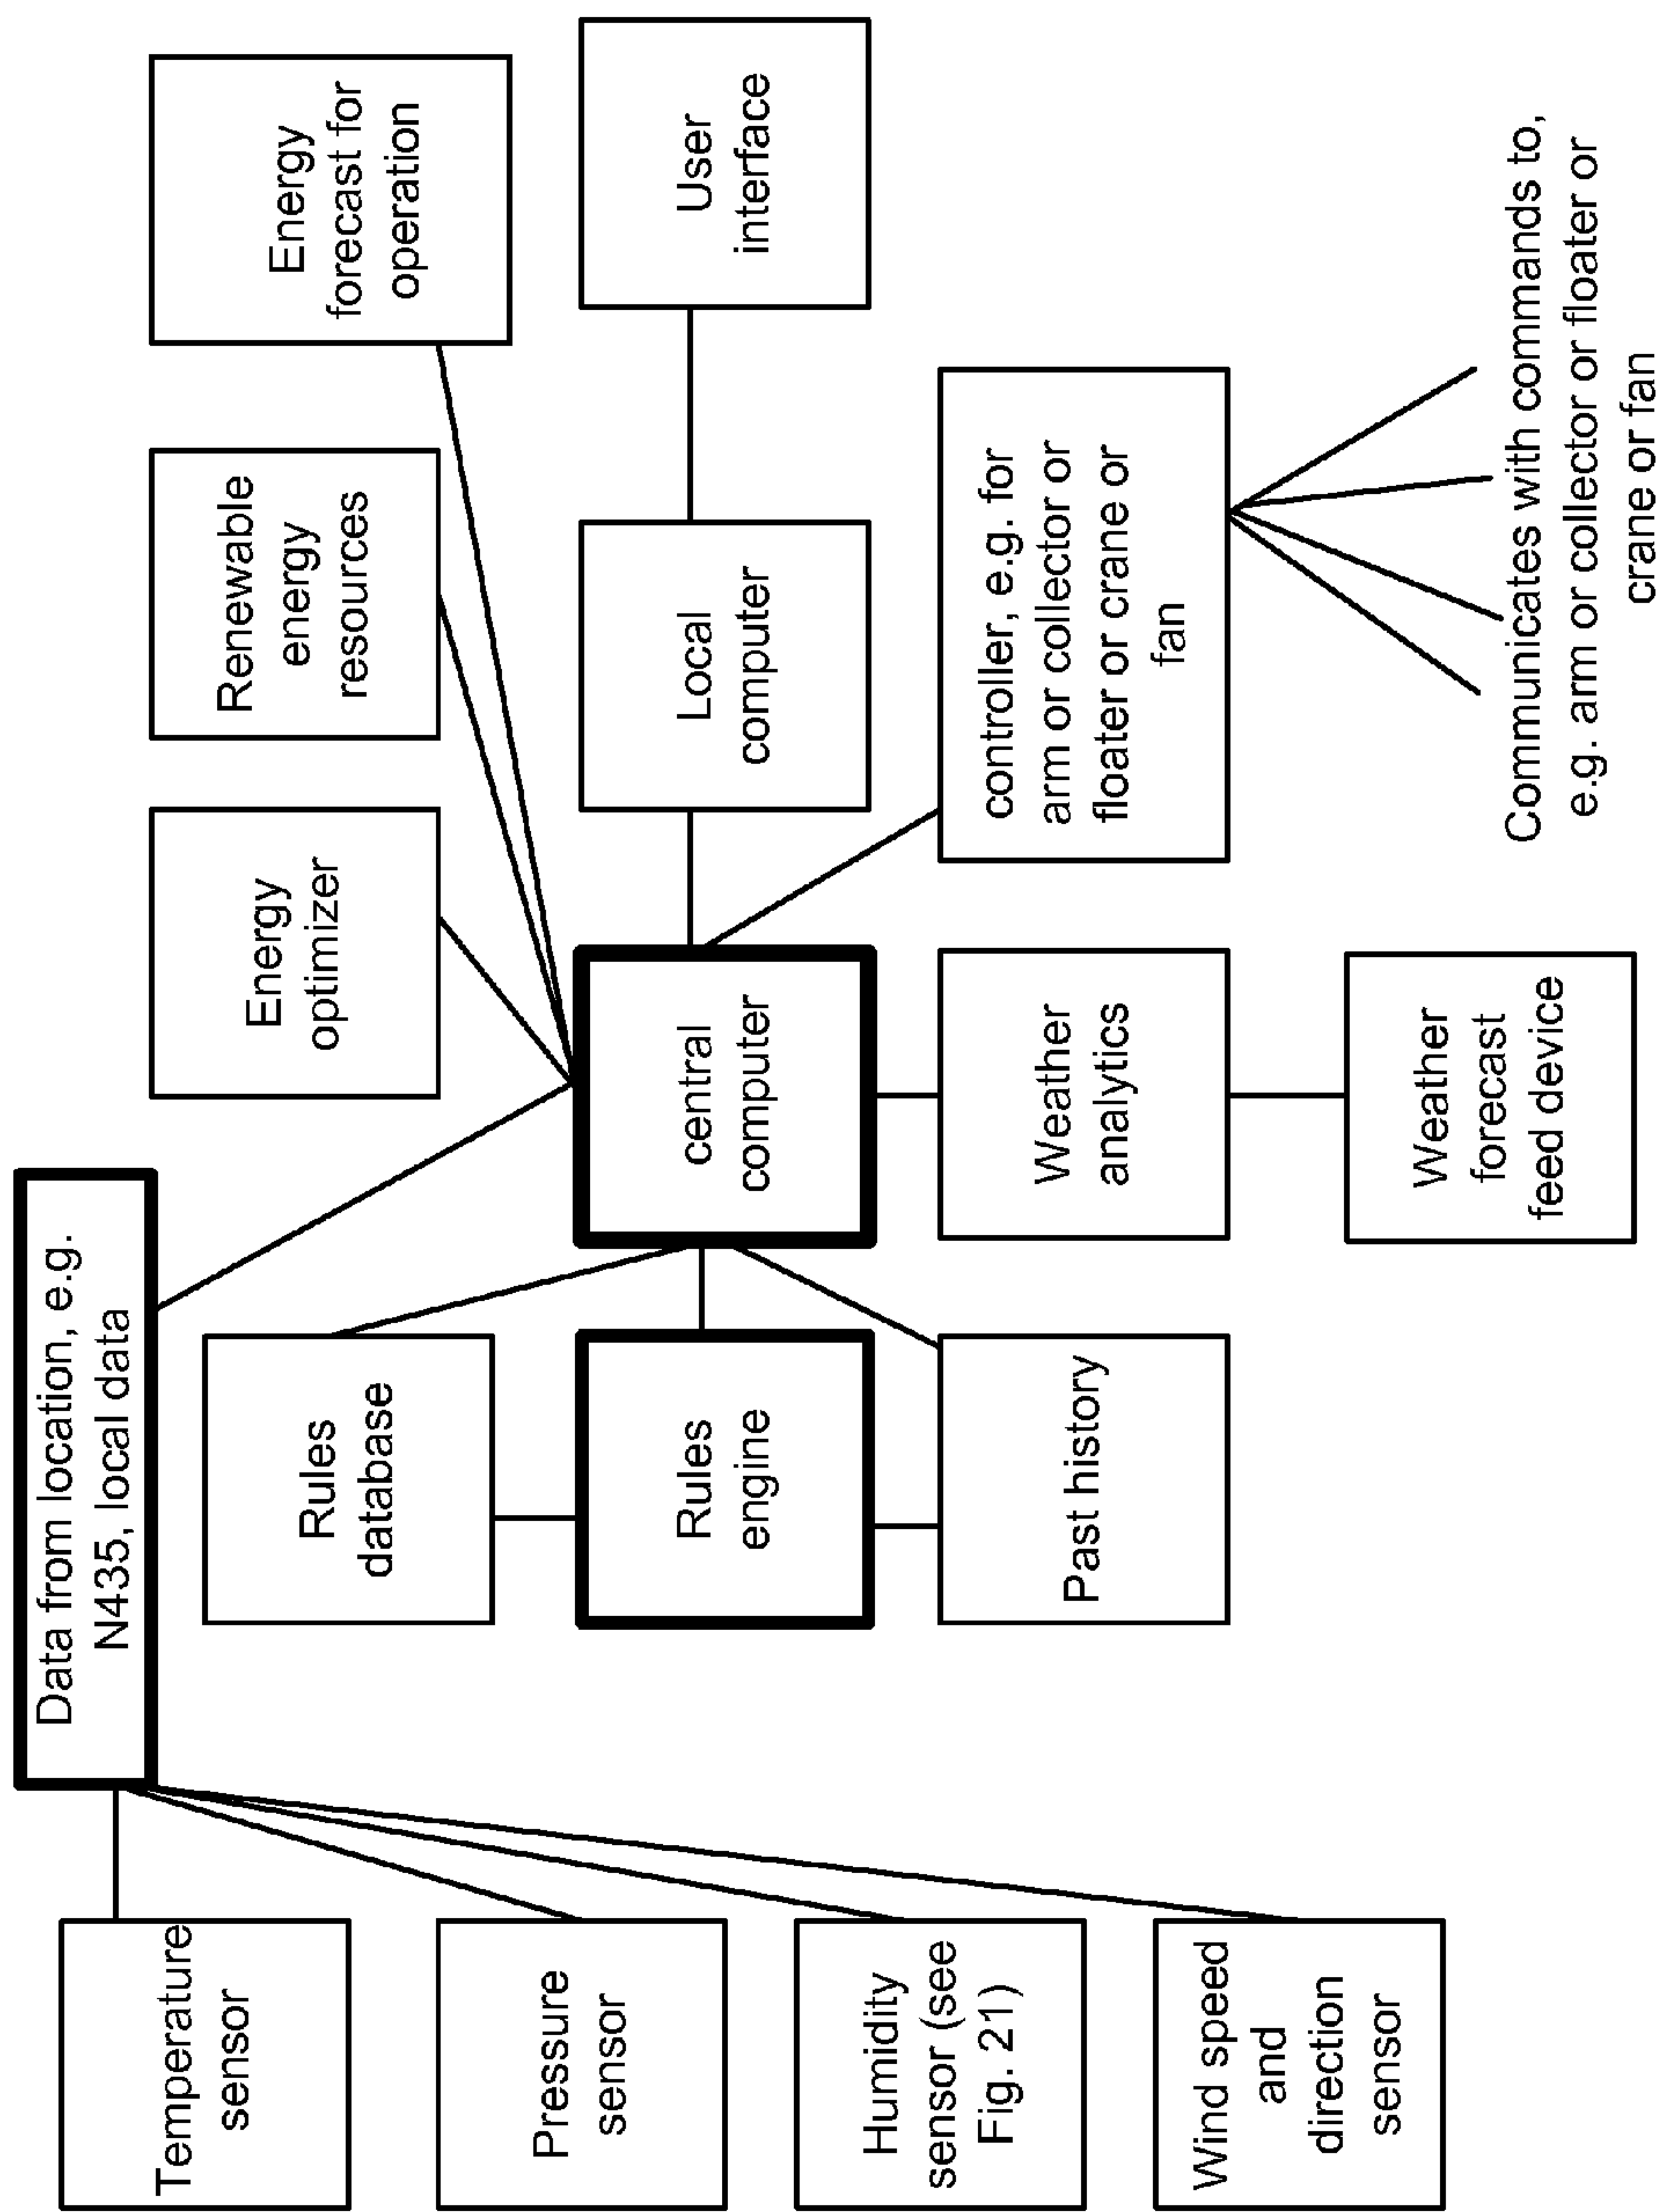 Data from location, e.g.
N435, local data
Temperature
sensor
Pressure
sensor
Humidity
sensor (see
Fig. 21)
Wind speed
and
direction
sensor
Rules
database
Rules
engine
Past history
Energy
optimizer
Renewable
energy
resources
Energy
forecast for
operation
central
computer
Local
computer
User
interface
Weather
analytics
Weather
forecast
feed device
controller, e.g. for
arm or collector or
floater or crane or
fan
Communicates with commands to,
e.g. arm or collector or floater or
crane or fan